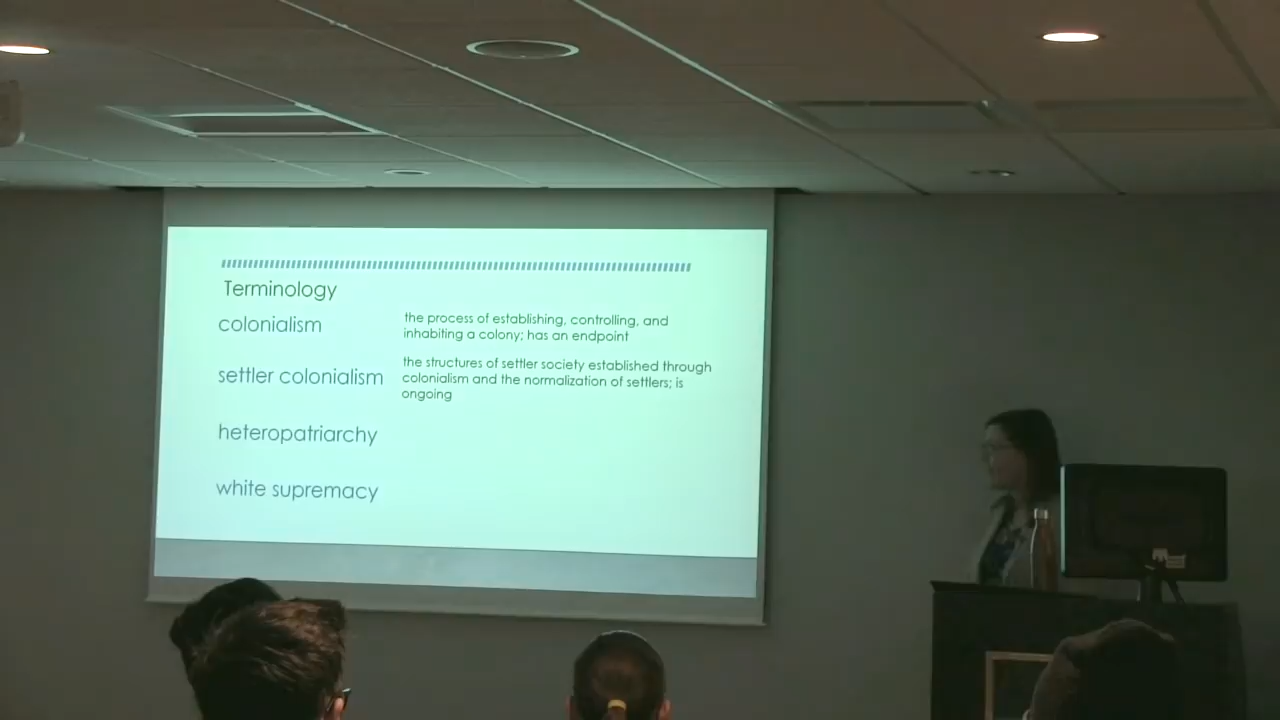 Terminology
colonialism
the process of establishing, controlling, and
inhabiting a colony; has an endpoint
settler colonialism
the structures of settler society established through
colonialism and the normalization of settlers; is
ongoing
heteropatriarchy
white supremacy